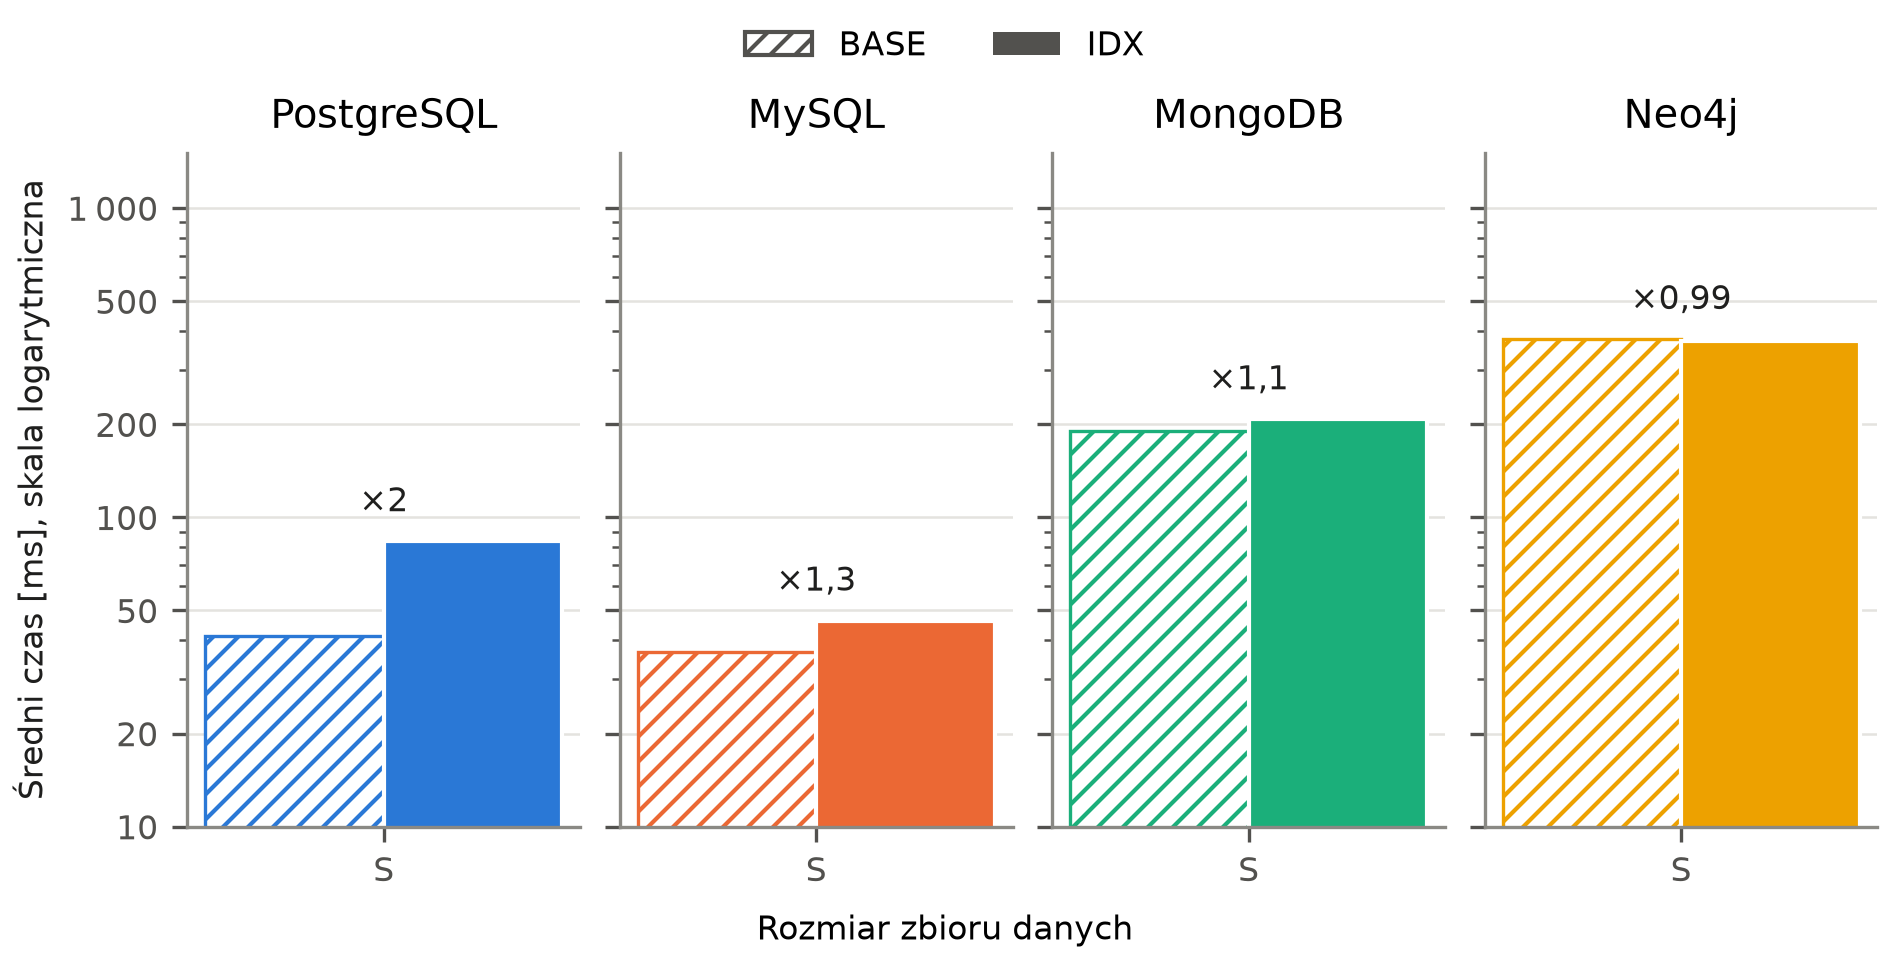 BASE IDX
PostgreSQL MySQL MongoDB Neo4j
Średni czas [ms], skala logarytmiczna
1 000
500
200
100
50
20
10
×2
×1,3
×1,1
×0,99
S S S S
Rozmiar zbioru danych